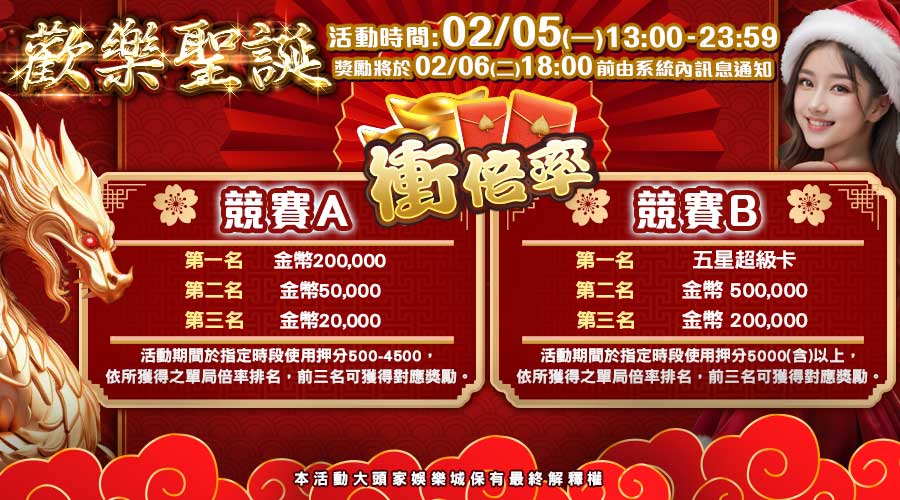 歡樂聖誕
活動時間:02/05(一)13:00-23:59
獎勵將於02/06(二)18:00前由系統內訊息通知
衝倍率
競賽A
第一名 金幣200,000
第二名 金幣50,000
第三名 金幣20,000
活動期間於指定時段使用押分500-4500，
依所獲得之單局倍率排名，前三名可獲得對應獎勵。
競賽B
第一名 五星超級卡
第二名 金幣 500,000
第三名 金幣 200,000
活動期間於指定時段使用押分5000(含)以上，
依所獲得之單局倍率排名，前三名可獲得對應獎勵。
本活動大頭家娛樂城保有最終解釋權